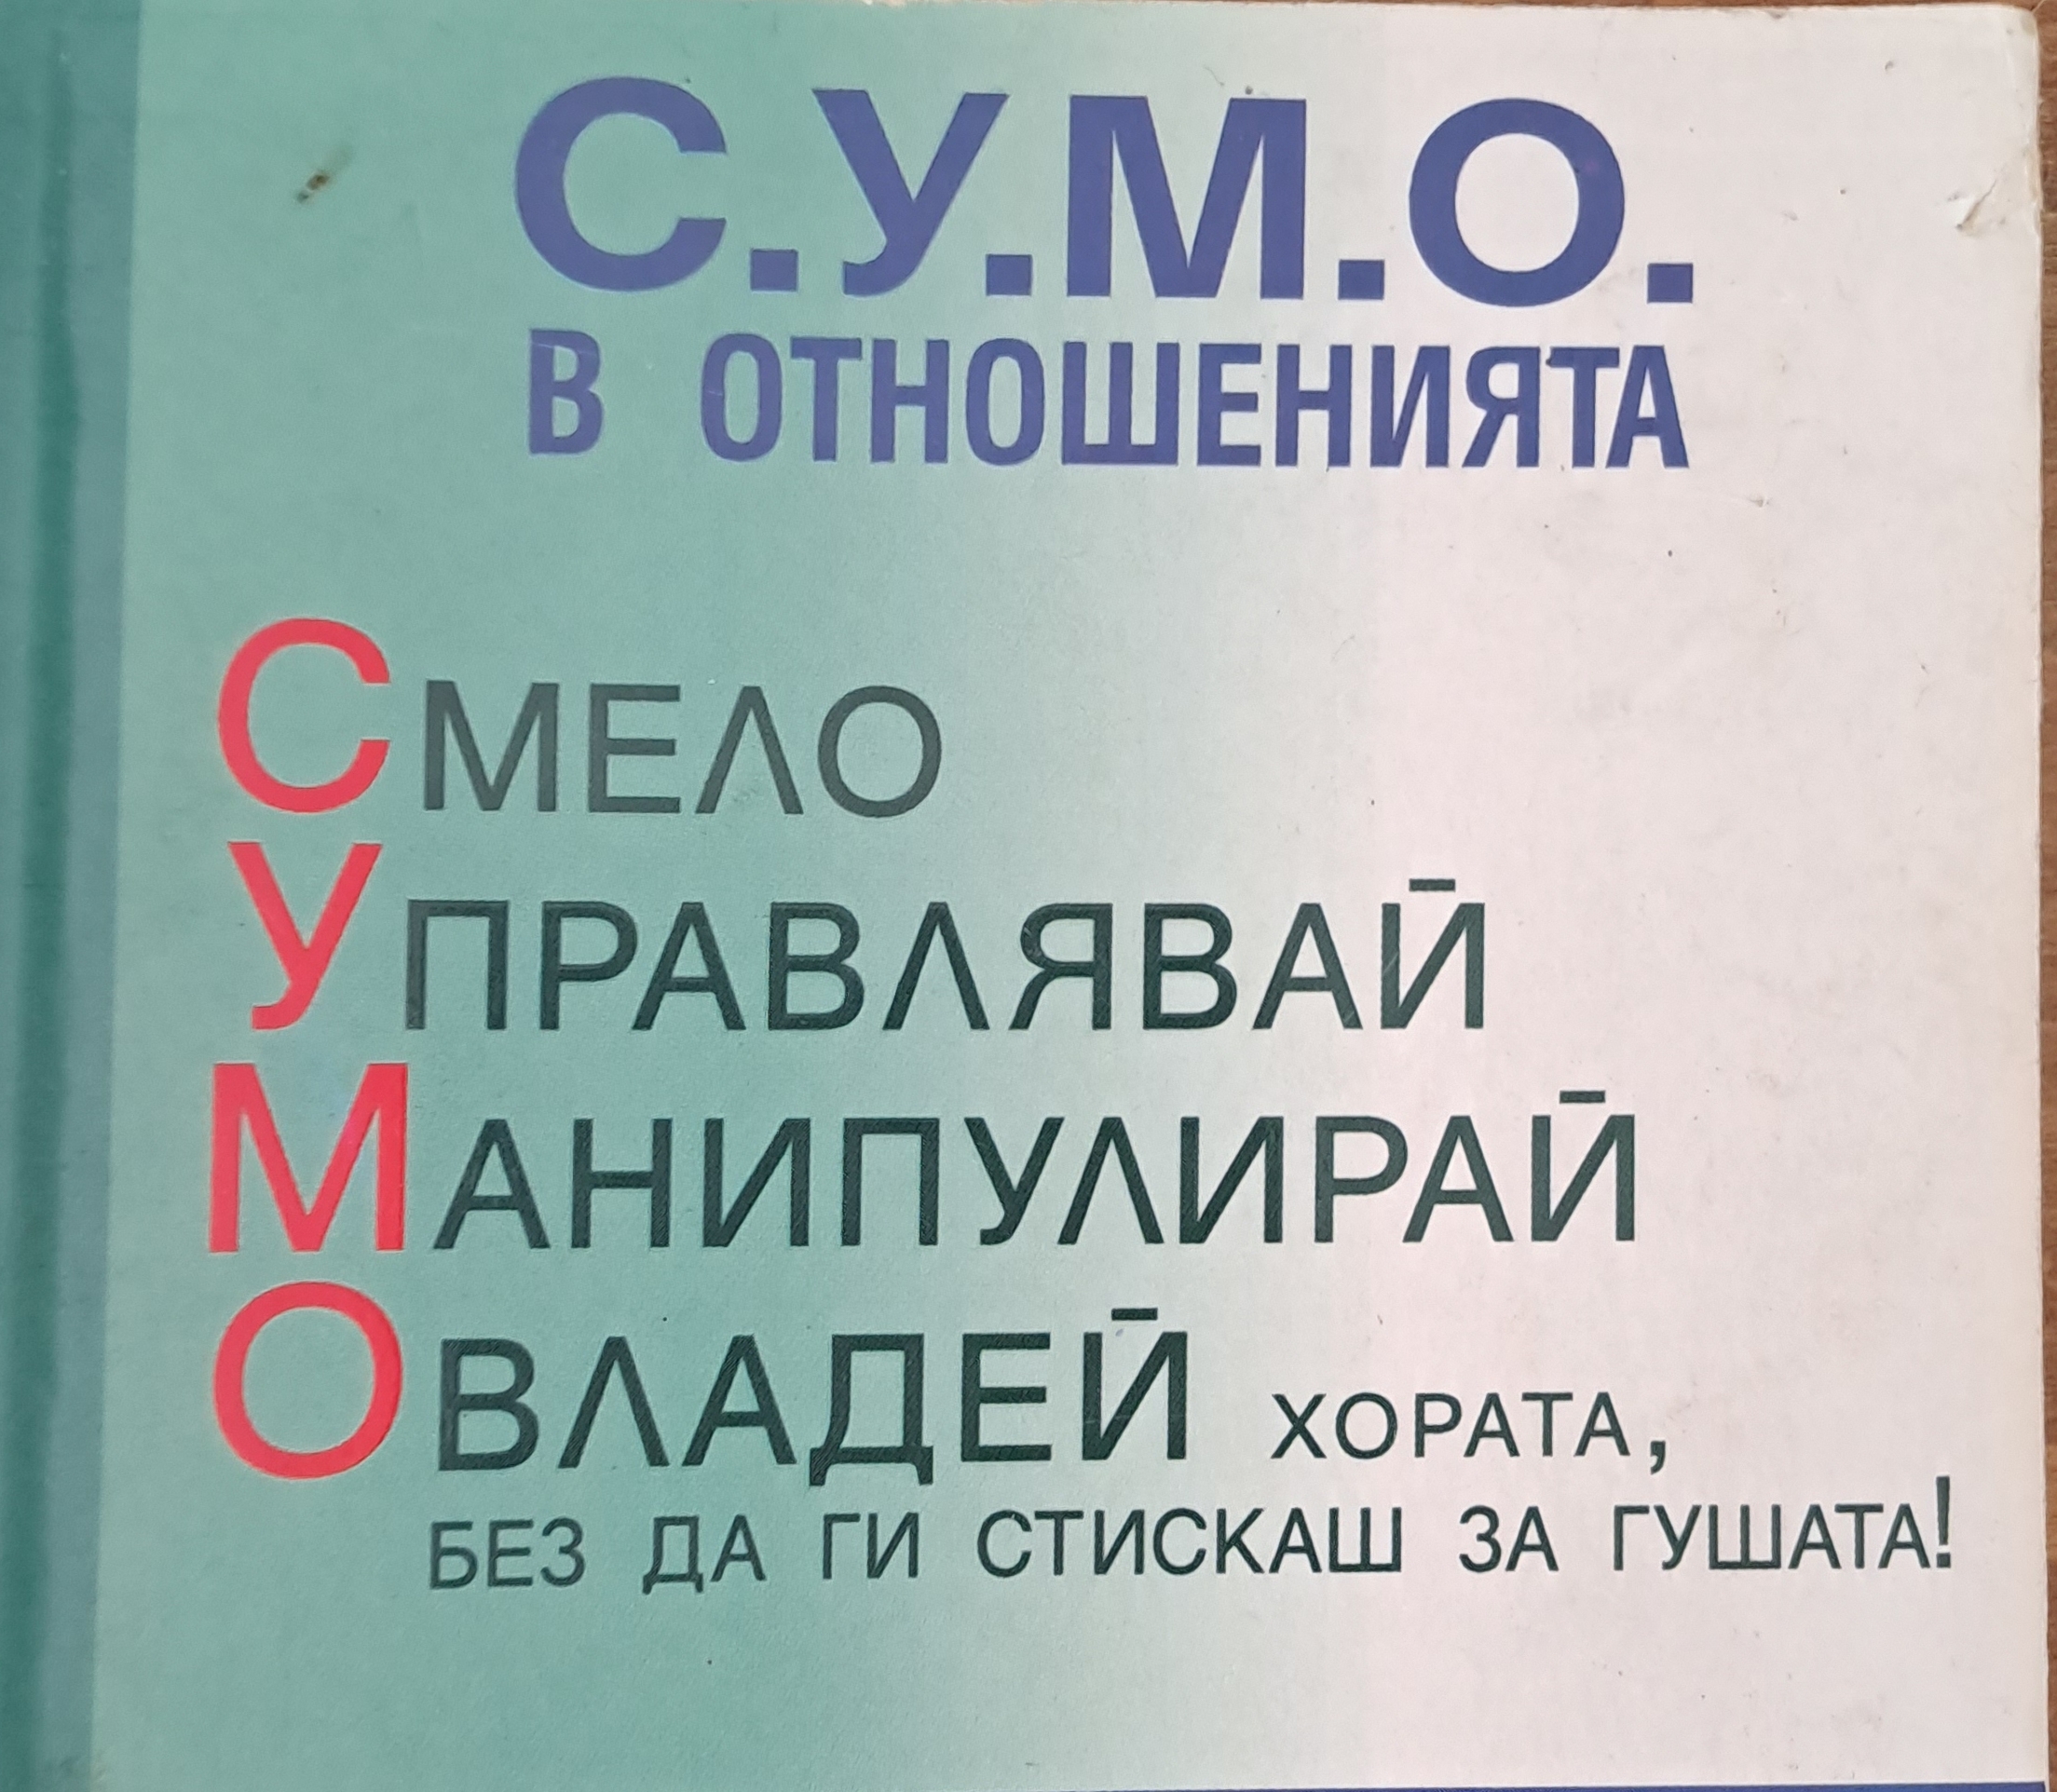 С.У.М.О.
В ОТНОШЕНИЯТА
СМЕЛО
УПРАВЛЯВАЙ
МАНИПУЛИРАЙ
ОВЛАДЕЙ ХОРАТА,
БЕЗ ДА ГИ СТИСКАШ ЗА ГУШАТА!